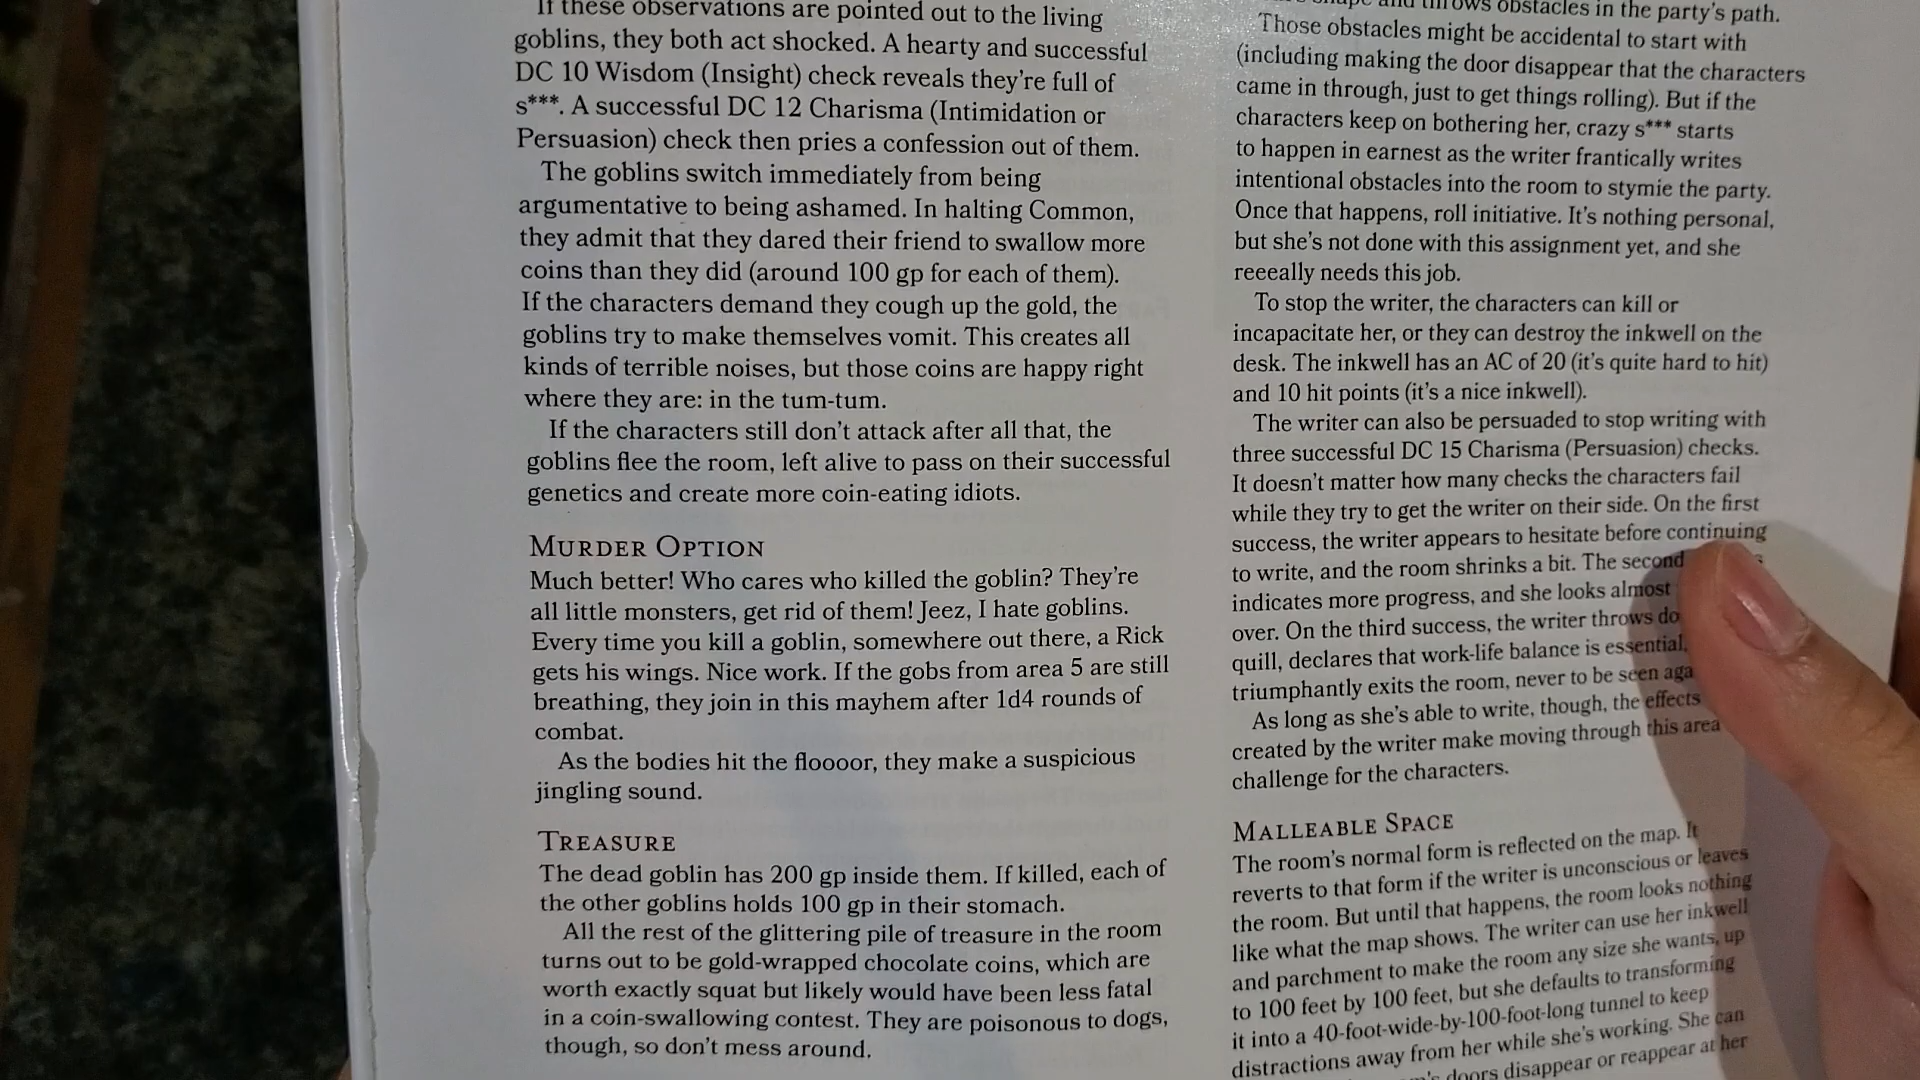 If these observations are pointed out to the living
goblins, they both act shocked. A hearty and successful
DC 10 Wisdom (Insight) check reveals they're full of
s***. A successful DC 12 Charisma (Intimidation or
Persuasion) check then pries a confession out of them.
The goblins switch immediately from being
argumentative to being ashamed. In halting Common,
they admit that they dared their friend to swallow more
coins than they did (around 100 gp for each of them).
If the characters demand they cough up the gold, the
goblins try to make themselves vomit. This creates all
kinds of terrible noises, but those coins are happy right
where they are: in the tum-tum.
If the characters still don't attack after all that, the
goblins flee the room, left alive to pass on their successful
genetics and create more coin-eating idiots.
MURDER OPTION
Much better! Who cares who killed the goblin? They're
all little monsters, get rid of them! Jeez, I hate goblins.
Every time you kill a goblin, somewhere out there, a Rick
gets his wings. Nice work. If the gobs from area 5 are still
breathing, they join in this mayhem after 1d4 rounds of
combat.
As the bodies hit the floooor, they make a suspicious
jingling sound.
TREASURE
The dead goblin has 200 gp inside them. If killed, each of
the other goblins holds 100 gp in their stomach.
All the rest of the glittering pile of treasure in the room
turns out to be gold-wrapped chocolate coins, which are
worth exactly squat but likely would have been less fatal
in a coin-swallowing contest. They are poisonous to dogs,
though, so don't mess around.
and throws obstacles in the party's path.
Those obstacles might be accidental to start with
(including making the door disappear that the characters
came in through, just to get things rolling). But if the
characters keep on bothering her, crazy s*** starts
to happen in earnest as the writer frantically writes
intentional obstacles into the room to stymie the party.
Once that happens, roll initiative. It's nothing personal,
but she's not done with this assignment yet, and she
reeeally needs this job.
To stop the writer, the characters can kill or
incapacitate her, or they can destroy the inkwell on the
desk. The inkwell has an AC of 20 (it's quite hard to hit)
and 10 hit points (it's a nice inkwell).
The writer can also be persuaded to stop writing with
three successful DC 15 Charisma (Persuasion) checks.
It doesn't matter how many checks the characters fail
while they try to get the writer on their side. On the first
success, the writer appears to hesitate before continuing
to write, and the room shrinks a bit. The second
indicates more progress, and she looks almost
over. On the third success, the writer throws
quill, declares that work-life balance is essential,
triumphantly exits the room, never to be seen
As long as she's able to write, though, the effects
created by the writer make moving through this area
challenge for the characters.
MALLEABLE SPACE
The room's normal form is reflected on the map. It
reverts to that form if the writer is unconscious or leaves
the room. But until that happens, the room looks nothing
like what the map shows. The writer can use her inkwell
and parchment to make the room any size she wants, up
to 100 feet by 100 feet, but she defaults to transforming
it into a 40-foot-wide-by-100-foot-long tunnel to keep
distractions away from her while she's working. She can
doors disappear or reappear at her